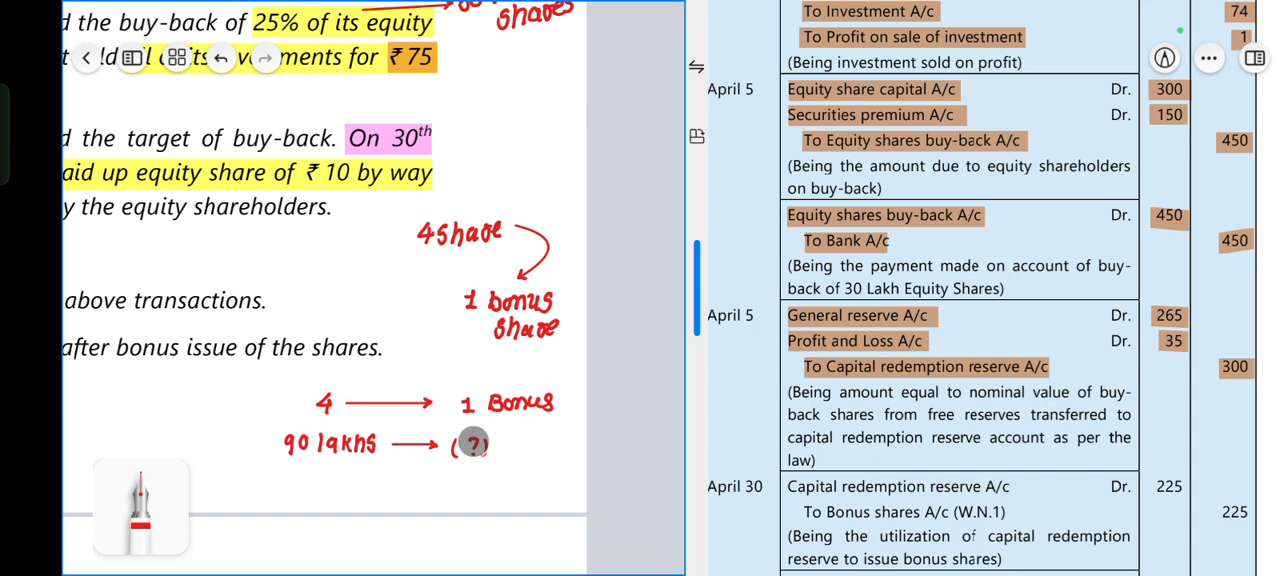 shares
d the buy-back of 25% of its equity
ments for ₹ 75
d the target of buy-back. On 30th
aid up equity share of ₹ 10 by way
y the equity shareholders.
4 share
1 bonus
share
above transactions.
after bonus issue of the shares.
4 → 1 Bonus
90 lakhs → (?)
To Investment A/c 74
To Profit on sale of investment 1
(Being investment sold on profit)
April 5 Equity share capital A/c Dr. 300
Securities premium A/c Dr. 150
To Equity shares buy-back A/c 450
(Being the amount due to equity shareholders
on buy-back)
Equity shares buy-back A/c Dr. 450
To Bank A/c 450
(Being the payment made on account of buy-
back of 30 Lakh Equity Shares)
April 5 General reserve A/c Dr. 265
Profit and Loss A/c Dr. 35
To Capital redemption reserve A/c 300
(Being amount equal to nominal value of buy-
back shares from free reserves transferred to
capital redemption reserve account as per the
law)
April 30 Capital redemption reserve A/c Dr. 225
To Bonus shares A/c (W.N.1) 225
(Being the utilization of capital redemption
reserve to issue bonus shares)